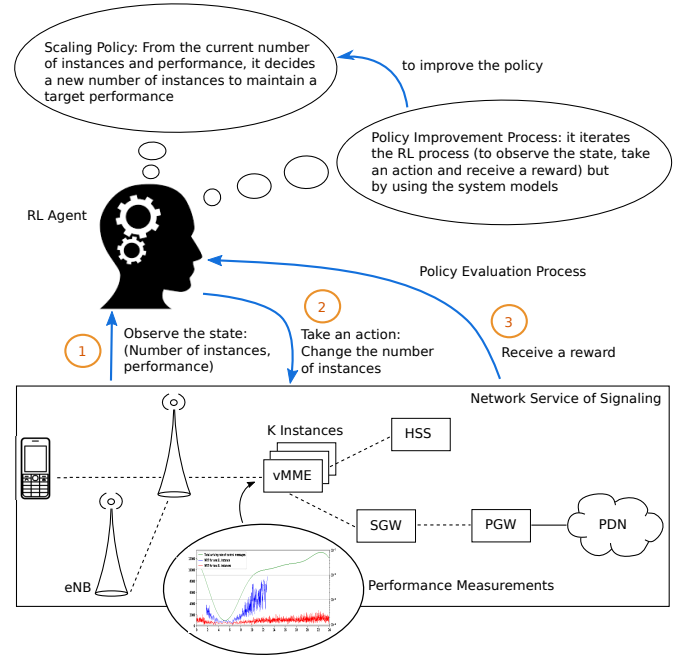 Scaling Policy: From the current number
of instances and performance, it decides
a new number of instances to maintain a
target performance
to improve the policy
Policy Improvement Process: it iterates
the RL process (to observe the state, take
an action and receive a reward) but
by using the system models
RL Agent
Policy Evaluation Process
1
Observe the state:
(Number of instances,
performance)
2
Take an action:
Change the number
of instances
3
Receive a reward
Network Service of Signaling
K Instances
vMME
HSS
SGW
PGW
PDN
eNB
Performance Measurements